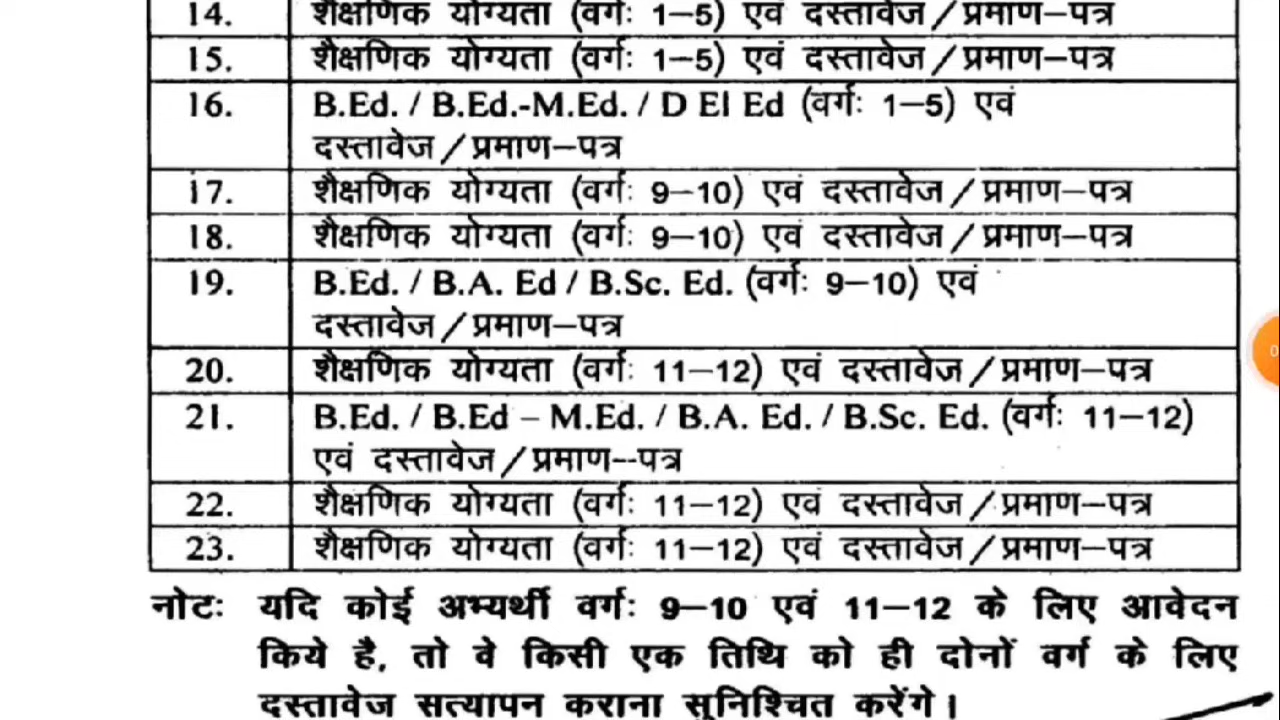 14. शैक्षणिक योग्यता (वर्गः 1–5) एवं दस्तावेज/प्रमाण–पत्र
15. शैक्षणिक योग्यता (वर्गः 1–5) एवं दस्तावेज/प्रमाण–पत्र
16. B.Ed. / B.Ed.-M.Ed. / D El Ed (वर्गः 1–5) एवं
दस्तावेज/प्रमाण–पत्र
17. शैक्षणिक योग्यता (वर्गः 9–10) एवं दस्तावेज/प्रमाण–पत्र
18. शैक्षणिक योग्यता (वर्गः 9–10) एवं दस्तावेज/प्रमाण–पत्र
19. B.Ed. / B.A. Ed / B.Sc. Ed. (वर्गः 9–10) एवं
दस्तावेज/प्रमाण–पत्र
20. शैक्षणिक योग्यता (वर्गः 11–12) एवं दस्तावेज/प्रमाण–पत्र
21. B.Ed. / B.Ed – M.Ed. / B.A. Ed. / B.Sc. Ed. (वर्गः 11–12)
एवं दस्तावेज/प्रमाण--पत्र
22. शैक्षणिक योग्यता (वर्गः 11–12) एवं दस्तावेज/प्रमाण–पत्र
23. शैक्षणिक योग्यता (वर्गः 11–12) एवं दस्तावेज/प्रमाण–पत्र
नोटः यदि कोई अभ्यर्थी वर्गः 9–10 एवं 11–12 के लिए आवेदन
किये है, तो वे किसी एक तिथि को ही दोनों वर्ग के लिए
दस्तावेज सत्यापन कराना सुनिश्चित करेंगे।